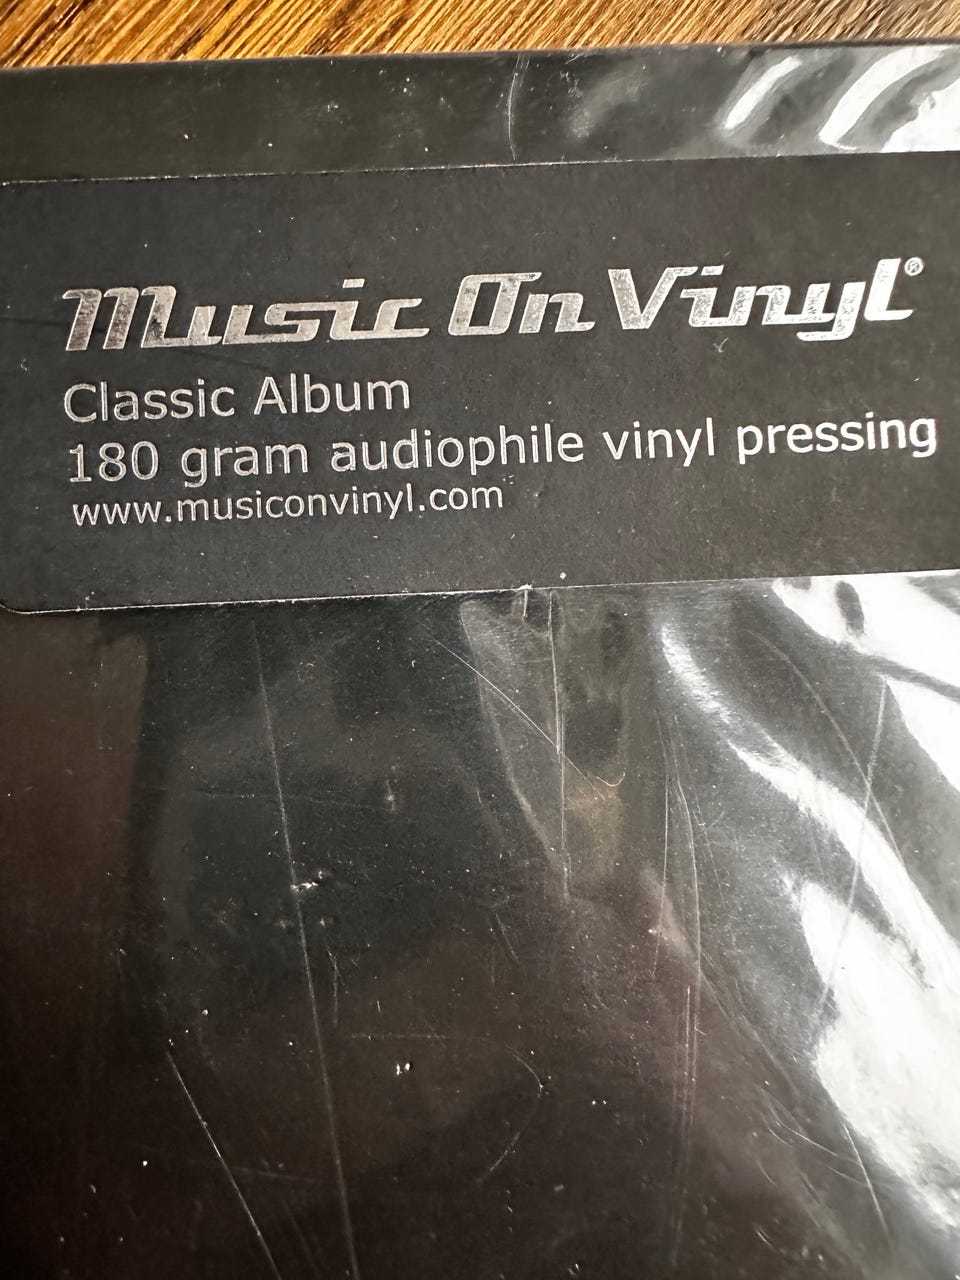 Music On Vinyl®
Classic Album
180 gram audiophile vinyl pressing
www.musiconvinyl.com